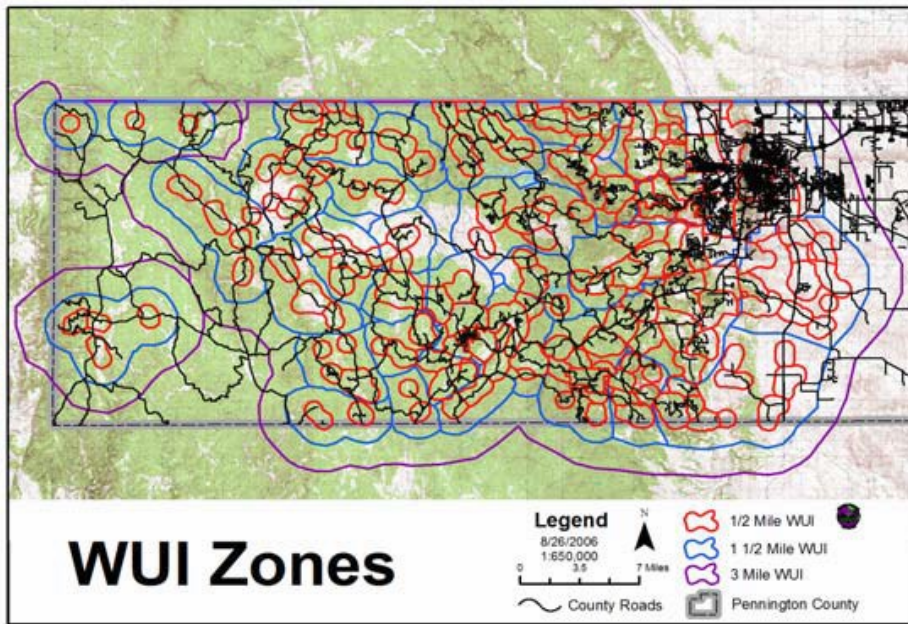 WUI Zones
Legend
8/26/2006
1:650,000
0 3.5 7 Miles
County Roads
N
1/2 Mile WUI
1 1/2 Mile WUI
3 Mile WUI
Pennington County